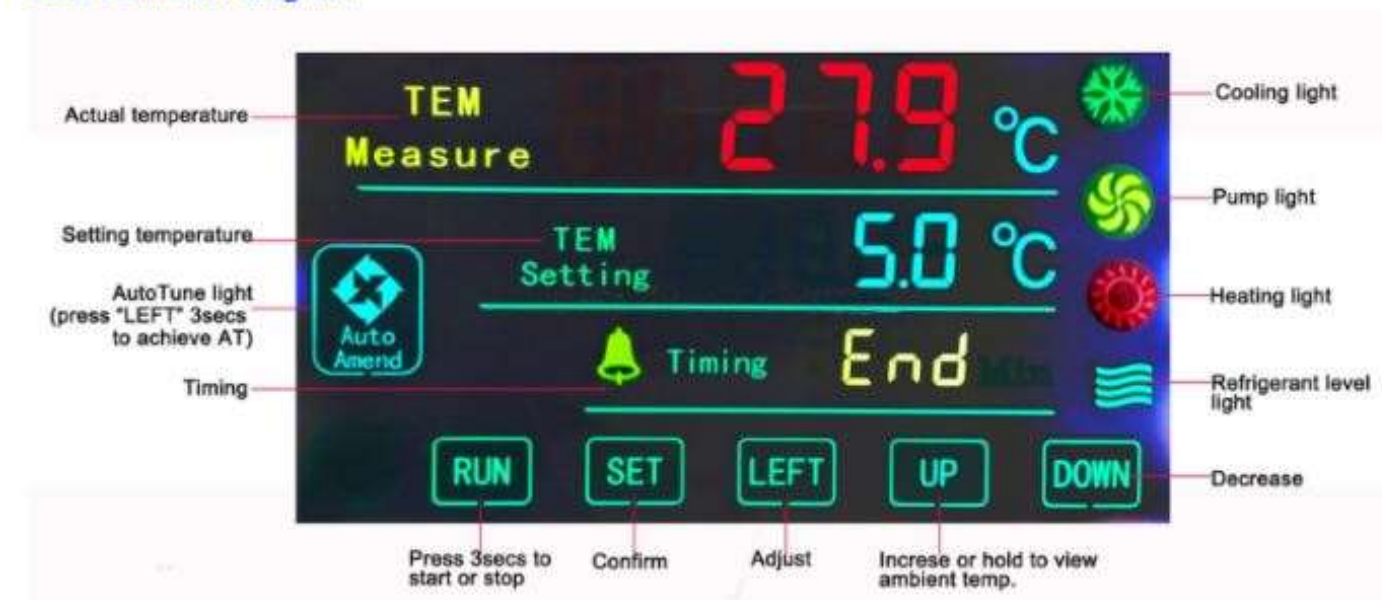 TEM
Measure
27.9 °C
Cooling light
Actual temperature
Pump light
Setting temperature
TEM
Setting
5.0 °C
AutoTune light
(press "LEFT" 3secs
to achieve AT)
Auto
Amend
Heating light
Timing
Timing
End
Min
Refrigerant level
light
RUN
SET
LEFT
UP
DOWN
Decrease
Press 3secs to
start or stop
Confirm
Adjust
Increse or hold to view
ambient temp.